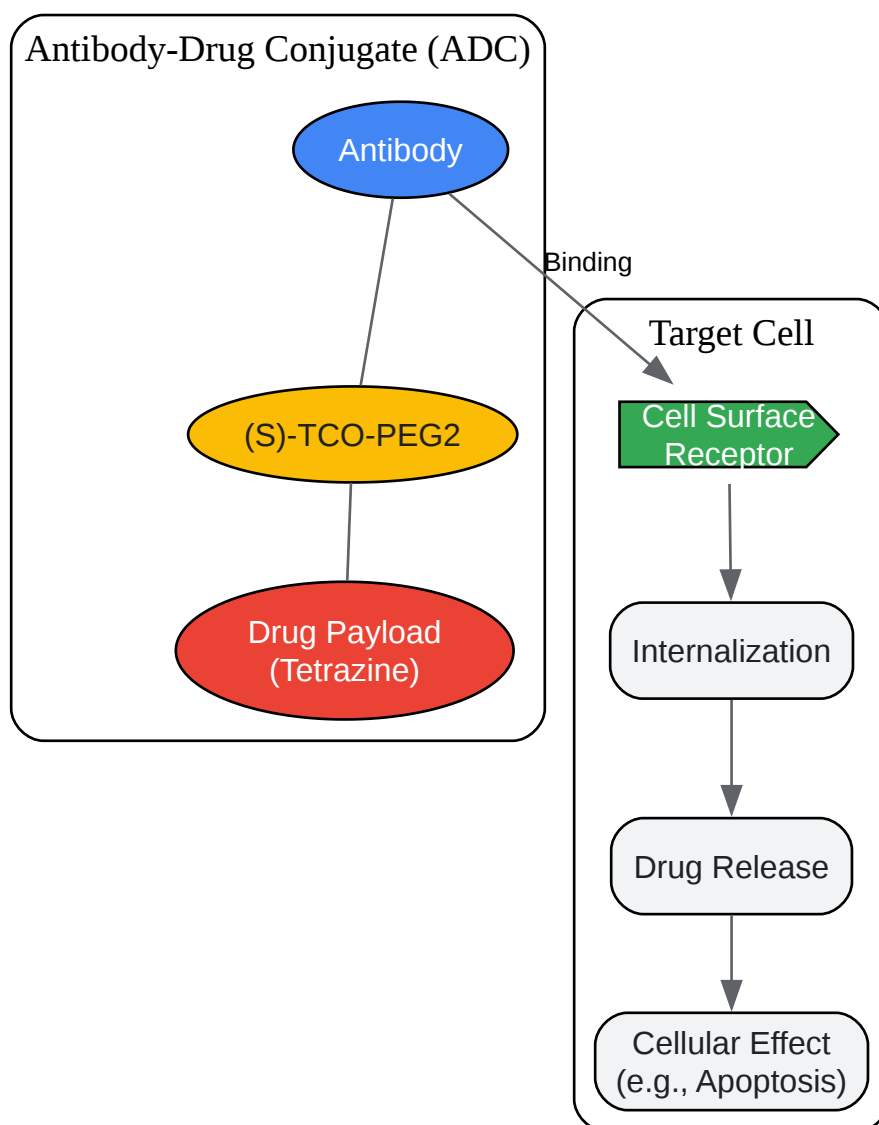 Antibody-Drug Conjugate (ADC)
Antibody
Binding
(S)-TCO-PEG2
Drug Payload
(Tetrazine)
Target Cell
Cell Surface
Receptor
Internalization
Drug Release
Cellular Effect
(e.g., Apoptosis)